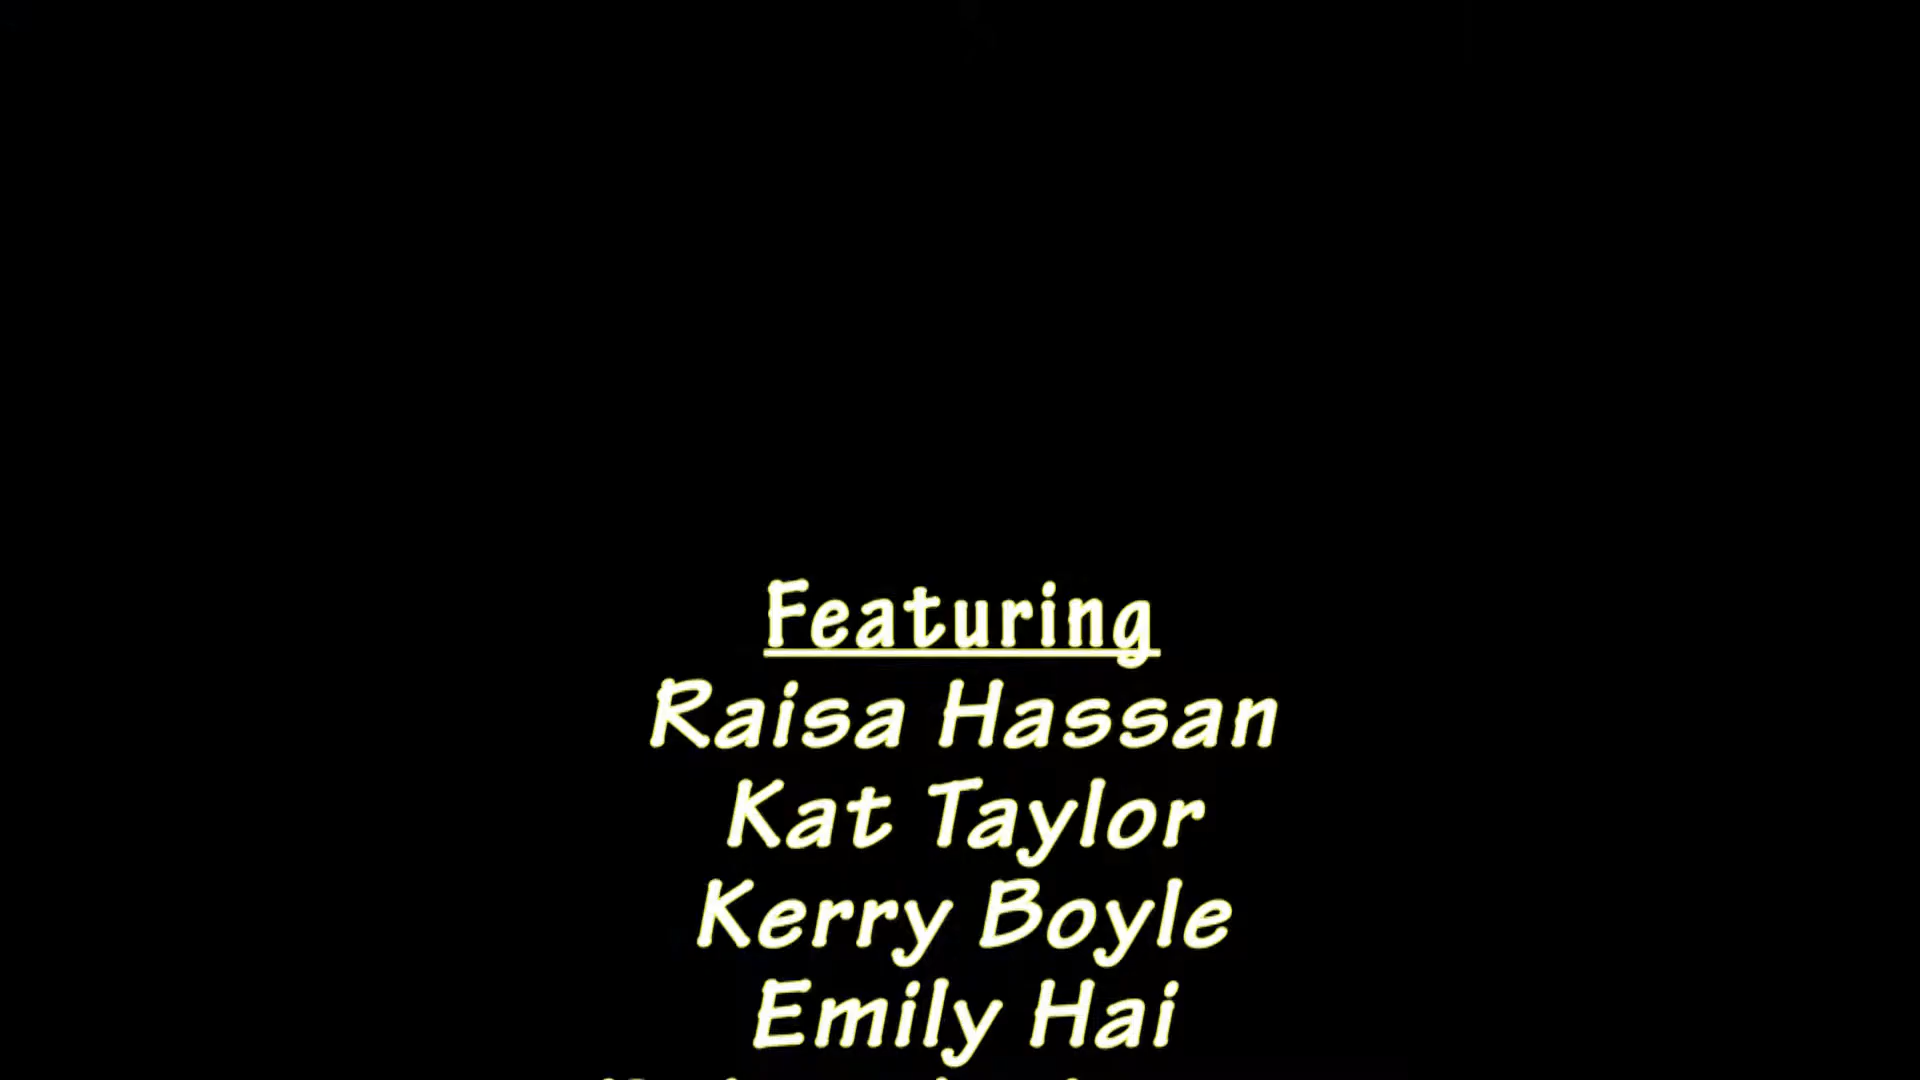 Featuring
Raisa Hassan
Kat Taylor
Kerry Boyle
Emily Hai